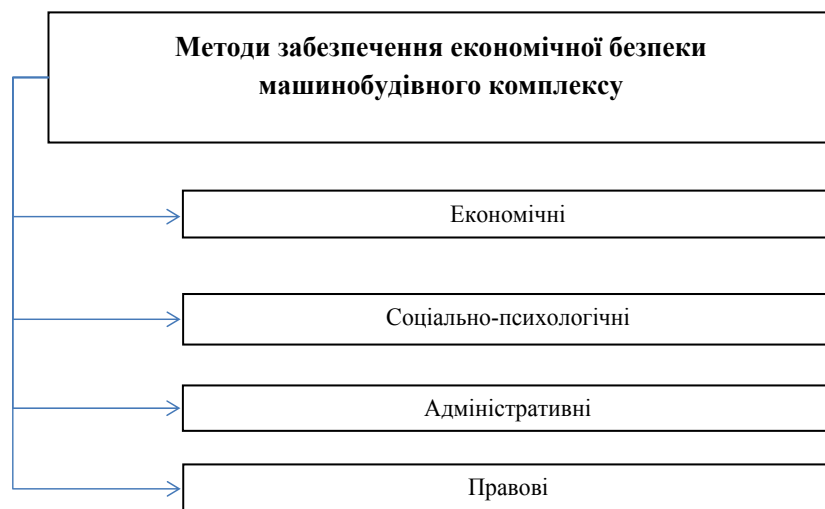 Методи забезпечення економічної безпеки
машинобудівного комплексу
Економічні
Соціально-психологічні
Адміністративні
Правові